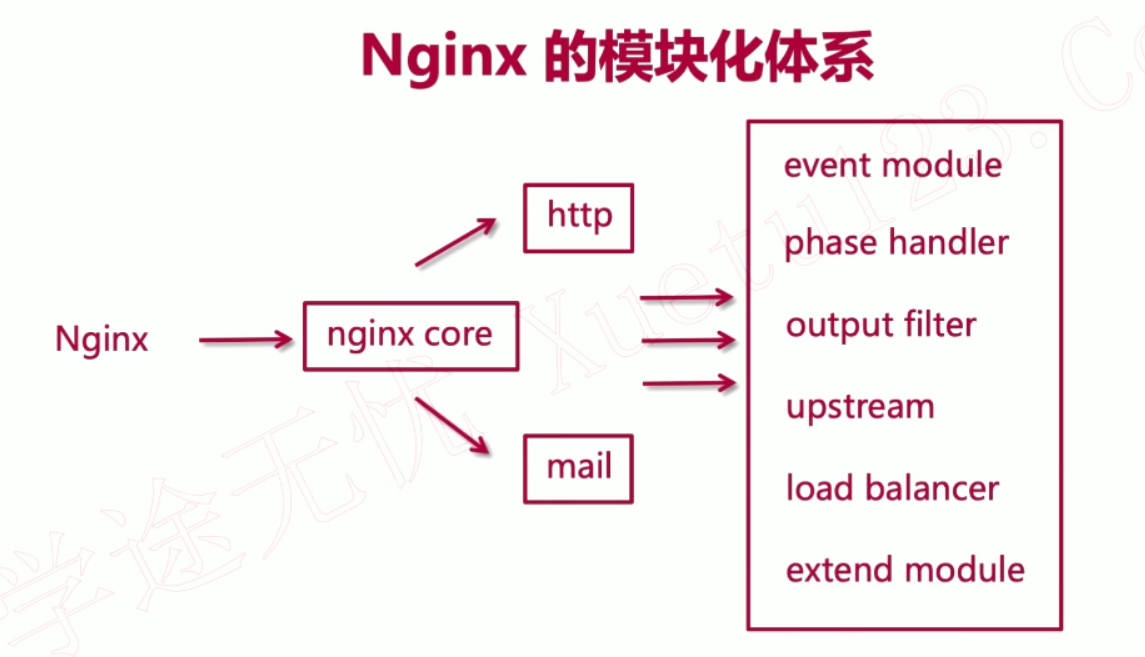 Nginx 的模块化体系
Nginx
nginx core
http
mail
event module
phase handler
output filter
upstream
load balancer
extend module
学途无忧 Xuetu123.Co